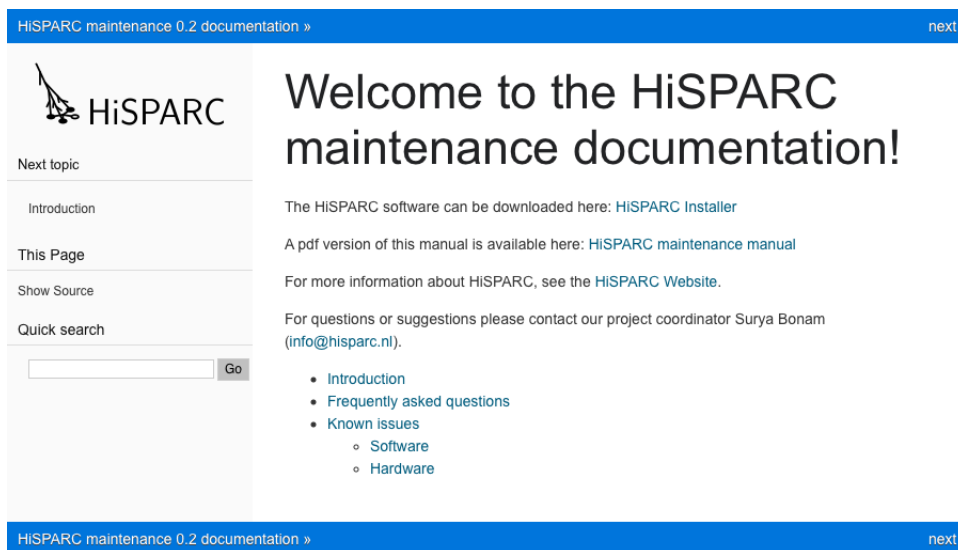 HiSPARC maintenance 0.2 documentation » next
HiSPARC
Next topic
Introduction
This Page
Show Source
Quick search
Go
Welcome to the HiSPARC
maintenance documentation!
The HiSPARC software can be downloaded here: HiSPARC Installer
A pdf version of this manual is available here: HiSPARC maintenance manual
For more information about HiSPARC, see the HiSPARC Website.
For questions or suggestions please contact our project coordinator Surya Bonam
(info@hisparc.nl).
Introduction
Frequently asked questions
Known issues
Software
Hardware
HiSPARC maintenance 0.2 documentation » next